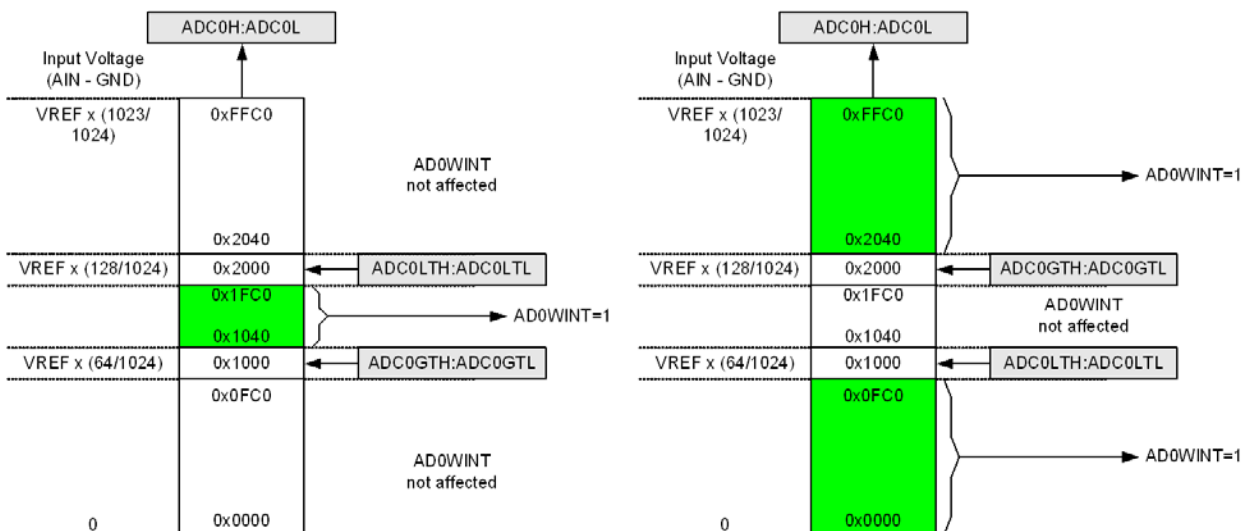 ADC0H:ADC0L
Input Voltage
(AIN - GND)
VREF x (1023/
1024)
0xFFC0
AD0WINT
not affected
0x2040
VREF x (128/1024)
0x2000
ADC0LTH:ADC0LTL
0x1FC0
AD0WINT=1
0x1040
VREF x (64/1024)
0x1000
ADC0GTH:ADC0GTL
0x0FC0
AD0WINT
not affected
0
0x0000
ADC0H:ADC0L
Input Voltage
(AIN - GND)
VREF x (1023/
1024)
0xFFC0
AD0WINT=1
0x2040
VREF x (128/1024)
0x2000
ADC0GTH:ADC0GTL
0x1FC0
AD0WINT
not affected
0x1040
VREF x (64/1024)
0x1000
ADC0LTH:ADC0LTL
0x0FC0
AD0WINT=1
0
0x0000